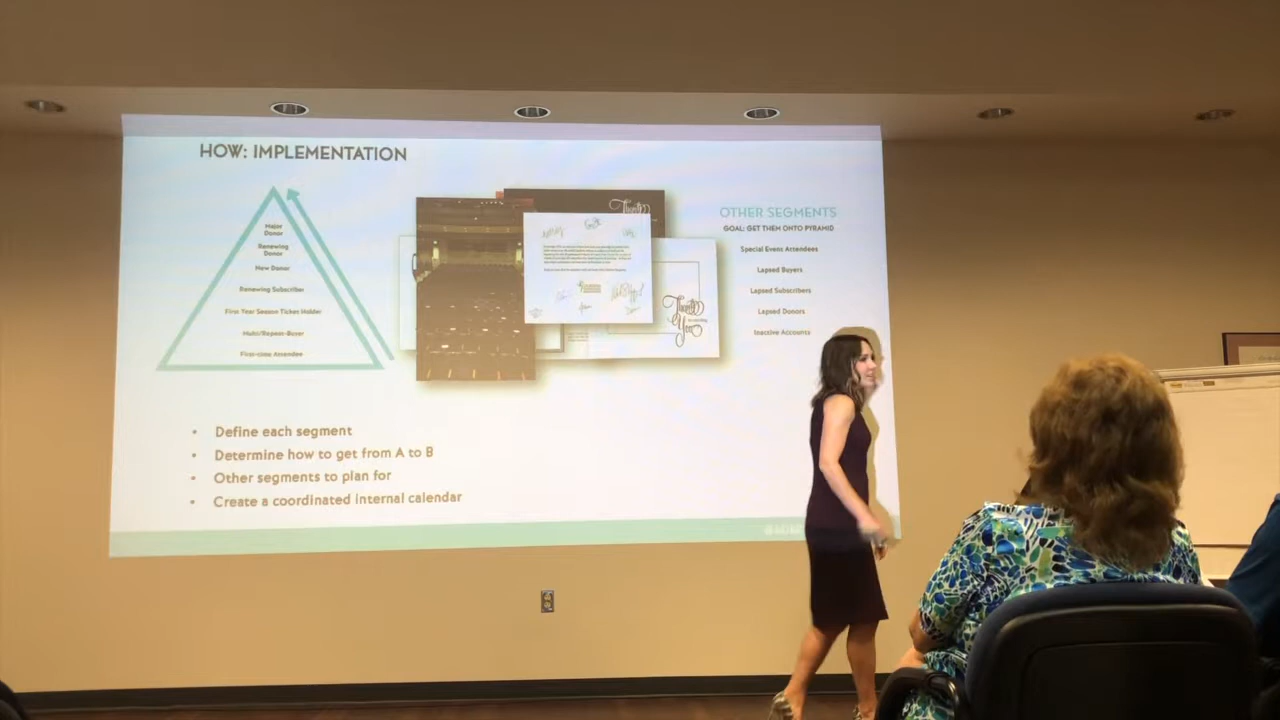 HOW: IMPLEMENTATION
Major
Donor
Renewing
Donor
New Donor
Renewing Subscriber
First Year Season Ticket Holder
Multi/Repeat-Buyer
First-time Attendee
Thank
Thank
You
OTHER SEGMENTS
GOAL: GET THEM ONTO PYRAMID
Special Event Attendees
Lapsed Buyers
Lapsed Subscribers
Lapsed Donors
Inactive Accounts
• Define each segment
• Determine how to get from A to B
• Other segments to plan for
• Create a coordinated internal calendar